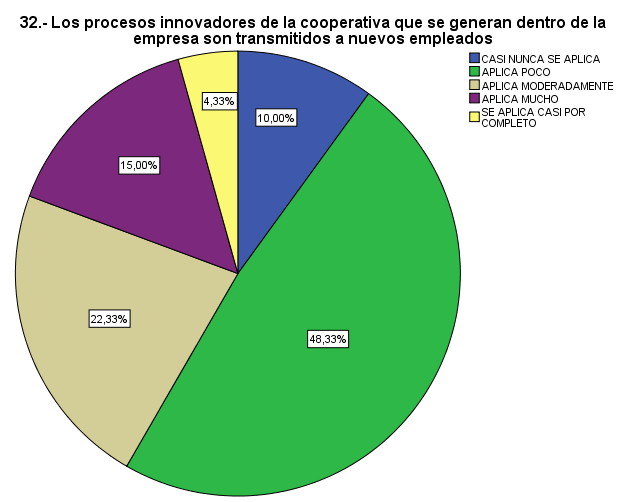 32.- Los procesos innovadores de la cooperativa que se generan dentro de la
empresa son transmitidos a nuevos empleados
CASI NUNCA SE APLICA
APLICA POCO
APLICA MODERADAMENTE
APLICA MUCHO
SE APLICA CASI POR
COMPLETO
4,33%
10,00%
15,00%
22,33%
48,33%